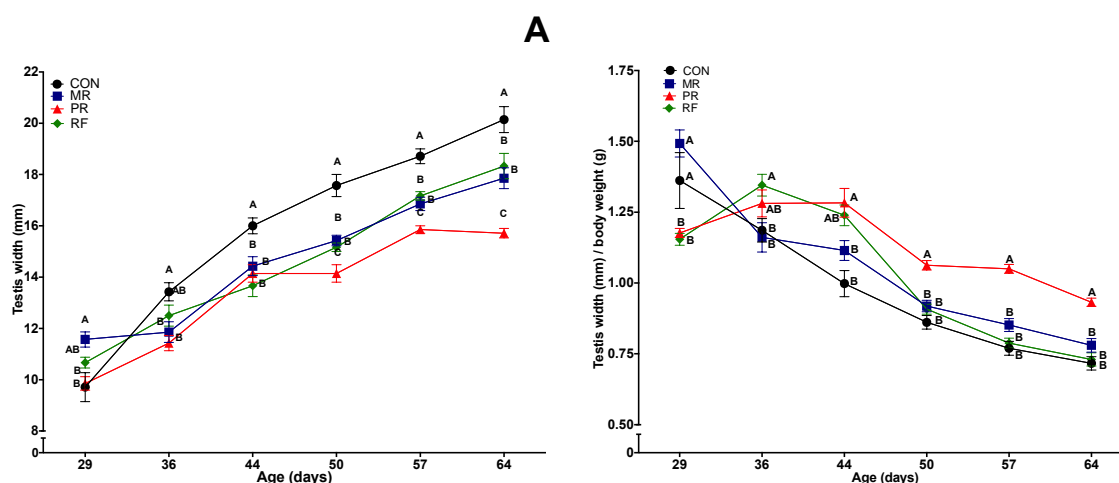 A
22
20
18
16
14
12
10
8
0
Testis width (mm)
CON
MR
PR
RF
A
AB
B
B
A
AB
B
B
A
B
B
B
A
B
B
C
A
B
B
C
A
B
B
C
29
36
44
50
57
64
Age (days)
1.75
1.50
1.25
1.00
0.75
0.50
0
Testis width (mm) / body weight (g)
CON
MR
PR
RF
A
A
B
B
A
AB
B
B
A
AB
B
B
A
B
B
B
A
B
B
B
A
B
B
B
29
36
44
50
57
64
Age (days)